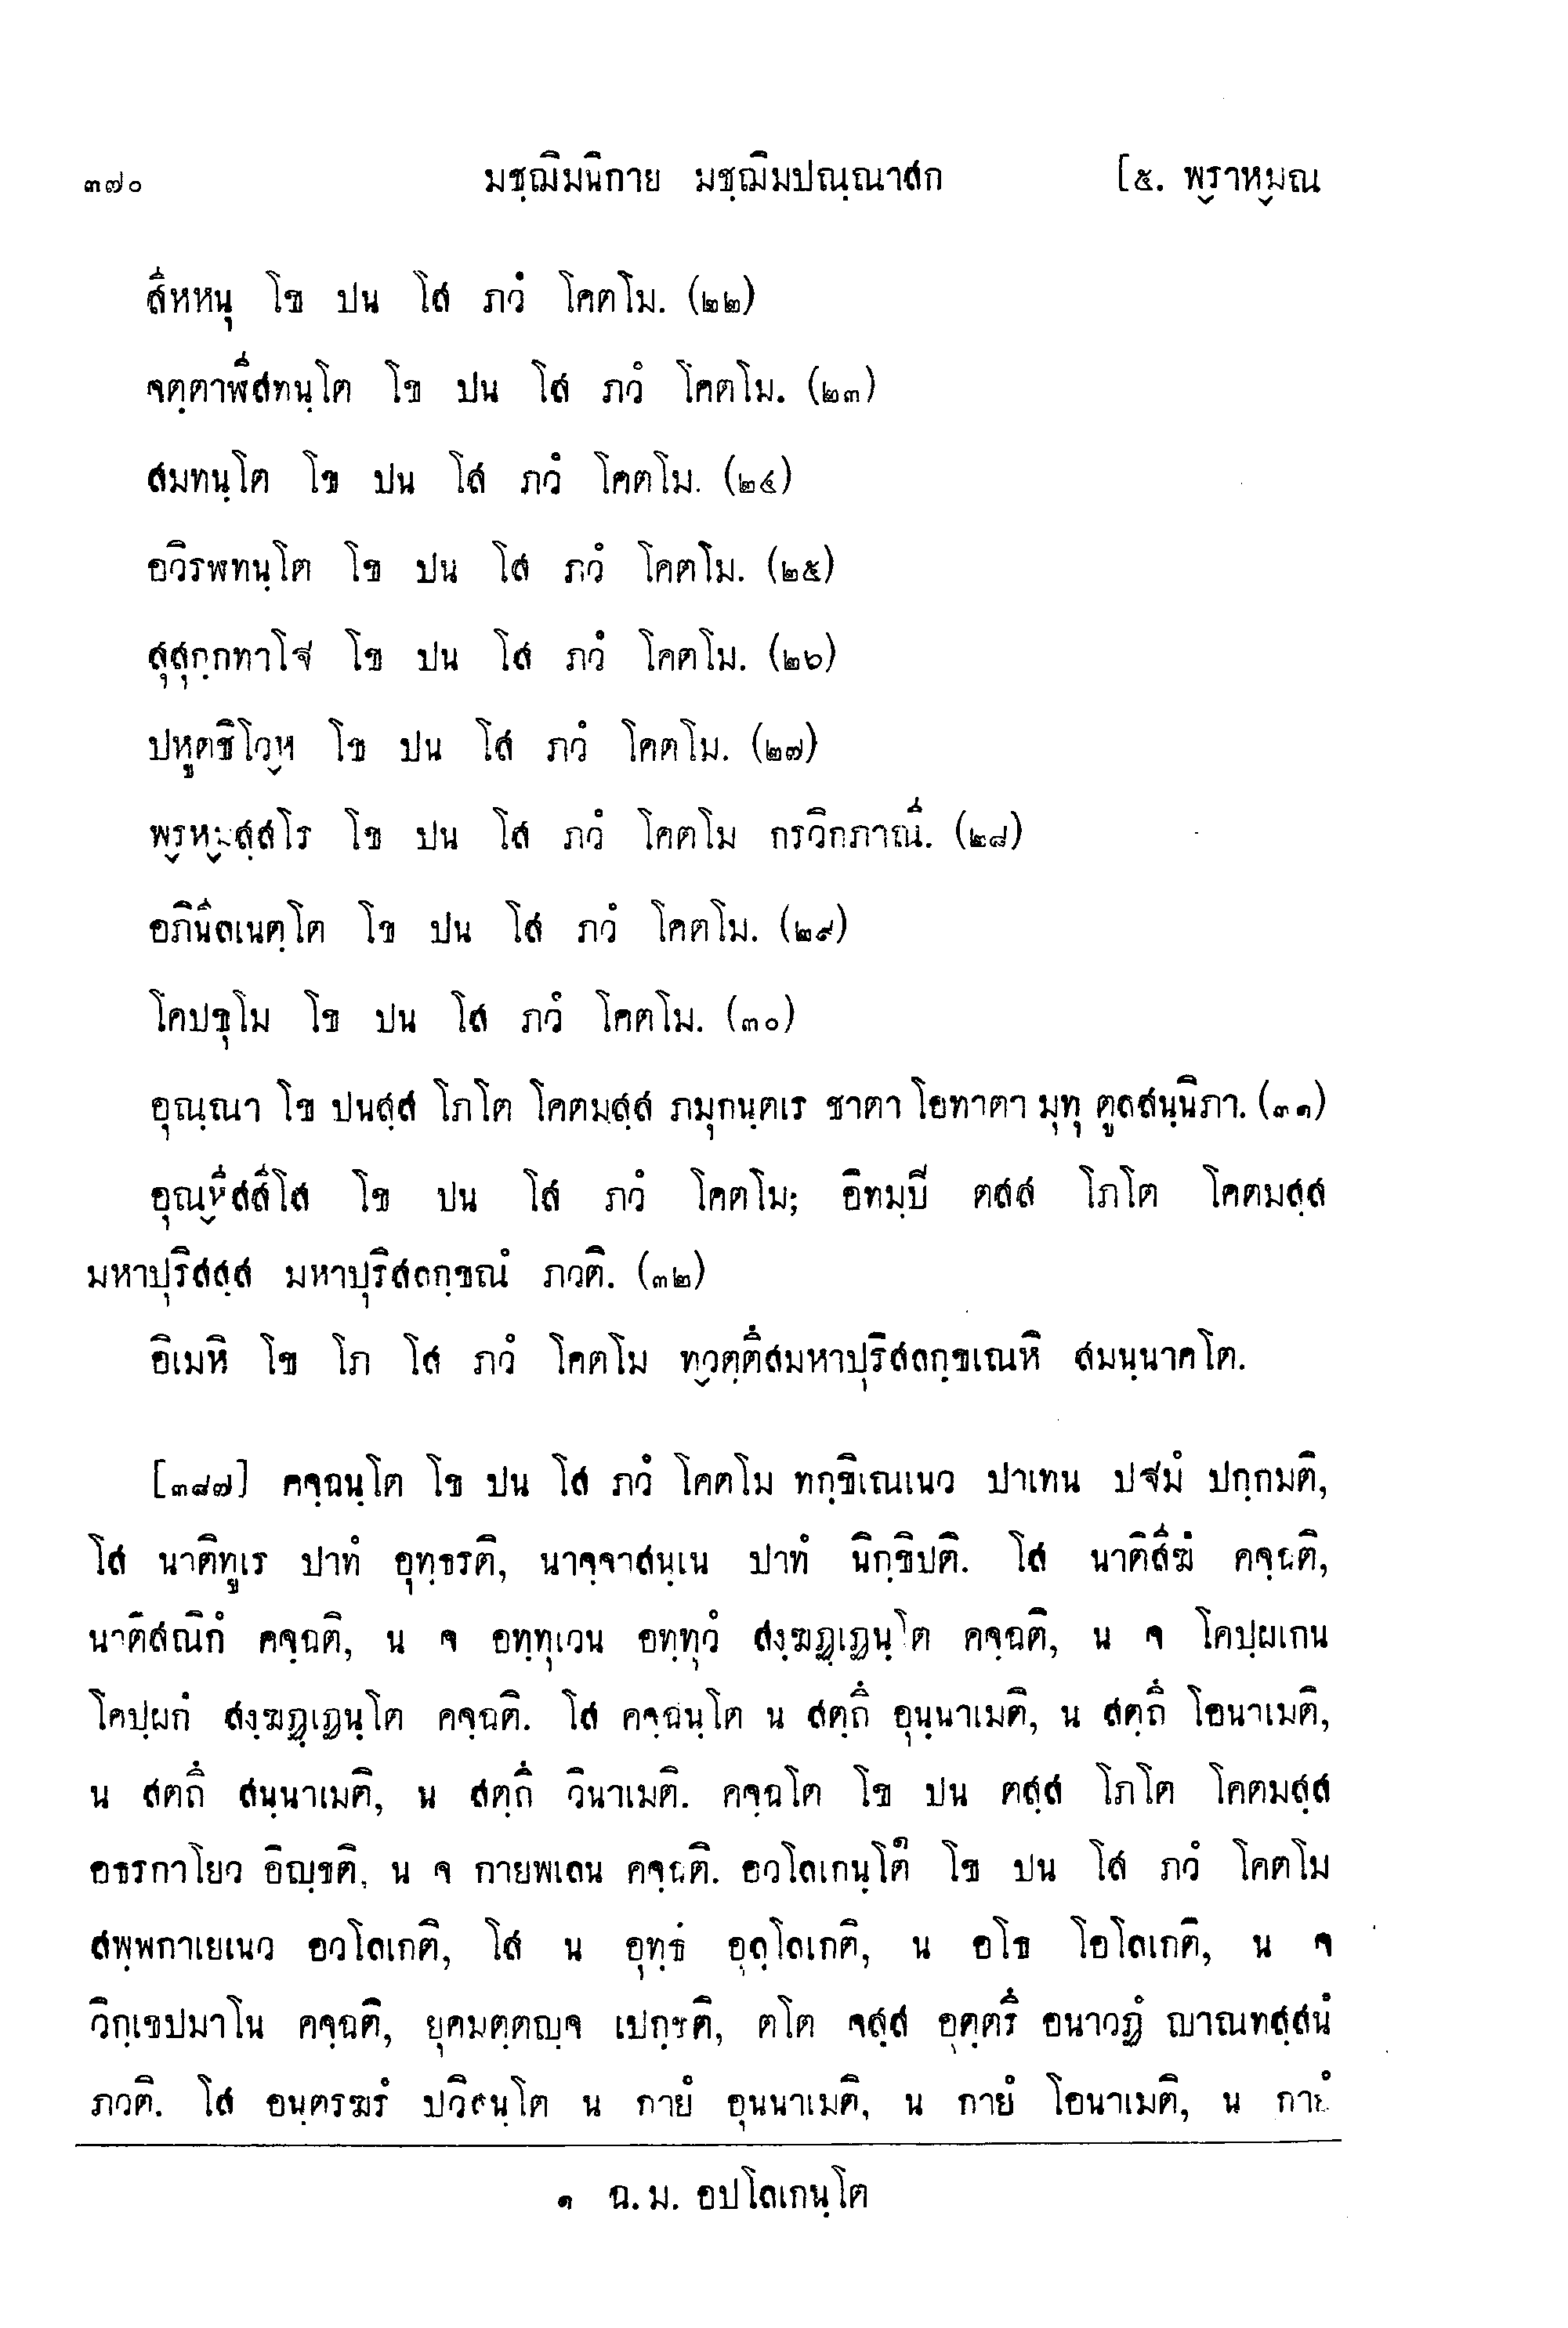 ๓๗๐ มชฺฌิมนิกาย มชฺฌิมปณฺณาสก [๕. พฺราหฺมณ
สีหหนุ โข ปน โส ภวํ โคตโม. (๒๒)
จตฺตาฬีสทนฺโต โข ปน โส ภวํ โคตโม. (๒๓)
สมทนฺโต โข ปน โส ภวํ โคตโม. (๒๔)
อวิรฬทนฺโต โข ปน โส ภวํ โคตโม. (๒๕)
สุสุกฺกทาโฐ โข ปน โส ภวํ โคตโม. (๒๖)
ปหูตชิโวฺห โข ปน โส ภวํ โคตโม. (๒๗)
พฺรหฺมสฺสโร โข ปน โส ภวํ โคตโม กรวิกภาณี. (๒๘)
อภินีลเนตฺโต โข ปน โส ภวํ โคตโม. (๒๙)
โคปขุโม โข ปน โส ภวํ โคตโม. (๓๐)
อุณฺณา โข ปนสฺส โภโต โคตมสฺส ภมุกนฺตเร ชาตา โอทาตา มุทุ ตูลสนฺนิภา. (๓๑)
อุณฺหีสสีโส โข ปน โส ภวํ โคตโม; อิทมฺปิ ตสฺส โภโต โคตมสฺส
มหาปุริสสฺส มหาปุริสลกฺขณํ ภวติ. (๓๒)
อิเมหิ โข โภ โส ภวํ โคตโม ทฺวตฺตึสมหาปุริสลกฺขเณหิ สมนฺนาคโต.
[๓๘๗] คจฺฉนฺโต โข ปน โส ภวํ โคตโม ทกฺขิเณเนว ปาเทน ปฐมํ ปกฺกมติ,
โส นาติทูเร ปาทํ อุทฺธรติ, นาจฺจาสนฺเน ปาทํ นิกฺขิปติ. โส นาติสีฆํ คจฺฉติ,
นาติสณิกํ คจฺฉติ, น จ อทฺทุเวน อทฺทุวํ สงฺฆฏฺเฏนฺโต คจฺฉติ, น จ โคปฺผเกน
โคปฺผกํ สงฺฆฏฺเฏนฺโต คจฺฉติ. โส คจฺฉนฺโต น สตฺถึ อุนฺนาเมติ, น สตฺถึ โอนาเมติ,
น สตฺถึ สนฺนาเมติ, น สตฺถึ วินาเมติ. คจฺฉโต โข ปน ตสฺส โภโต โคตมสฺส
อธรกาโยว อิญฺชติ, น จ กายพเลน คจฺฉติ. อวโลเกนฺโต๑ โข ปน โส ภวํ โคตโม
สพฺพกาเยเนว อวโลเกติ, โส น อุทฺธํ อุลฺโลเกติ, น อโธ โอโลเกติ, น จ
วิกฺเขปมาโน คจฺฉติ, ยุคมตฺตญฺจ เปกฺขติ, ตโต จสฺส อุตฺตรึ อนาวฏํ ญาณทสฺสนํ
ภวติ. โส อนฺตรฆรํ ปวิสนฺโต น กายํ อุนฺนาเมติ, น กายํ โอนาเมติ, น กายํ
๑ ฉ. ม. อปโลเกนฺโต